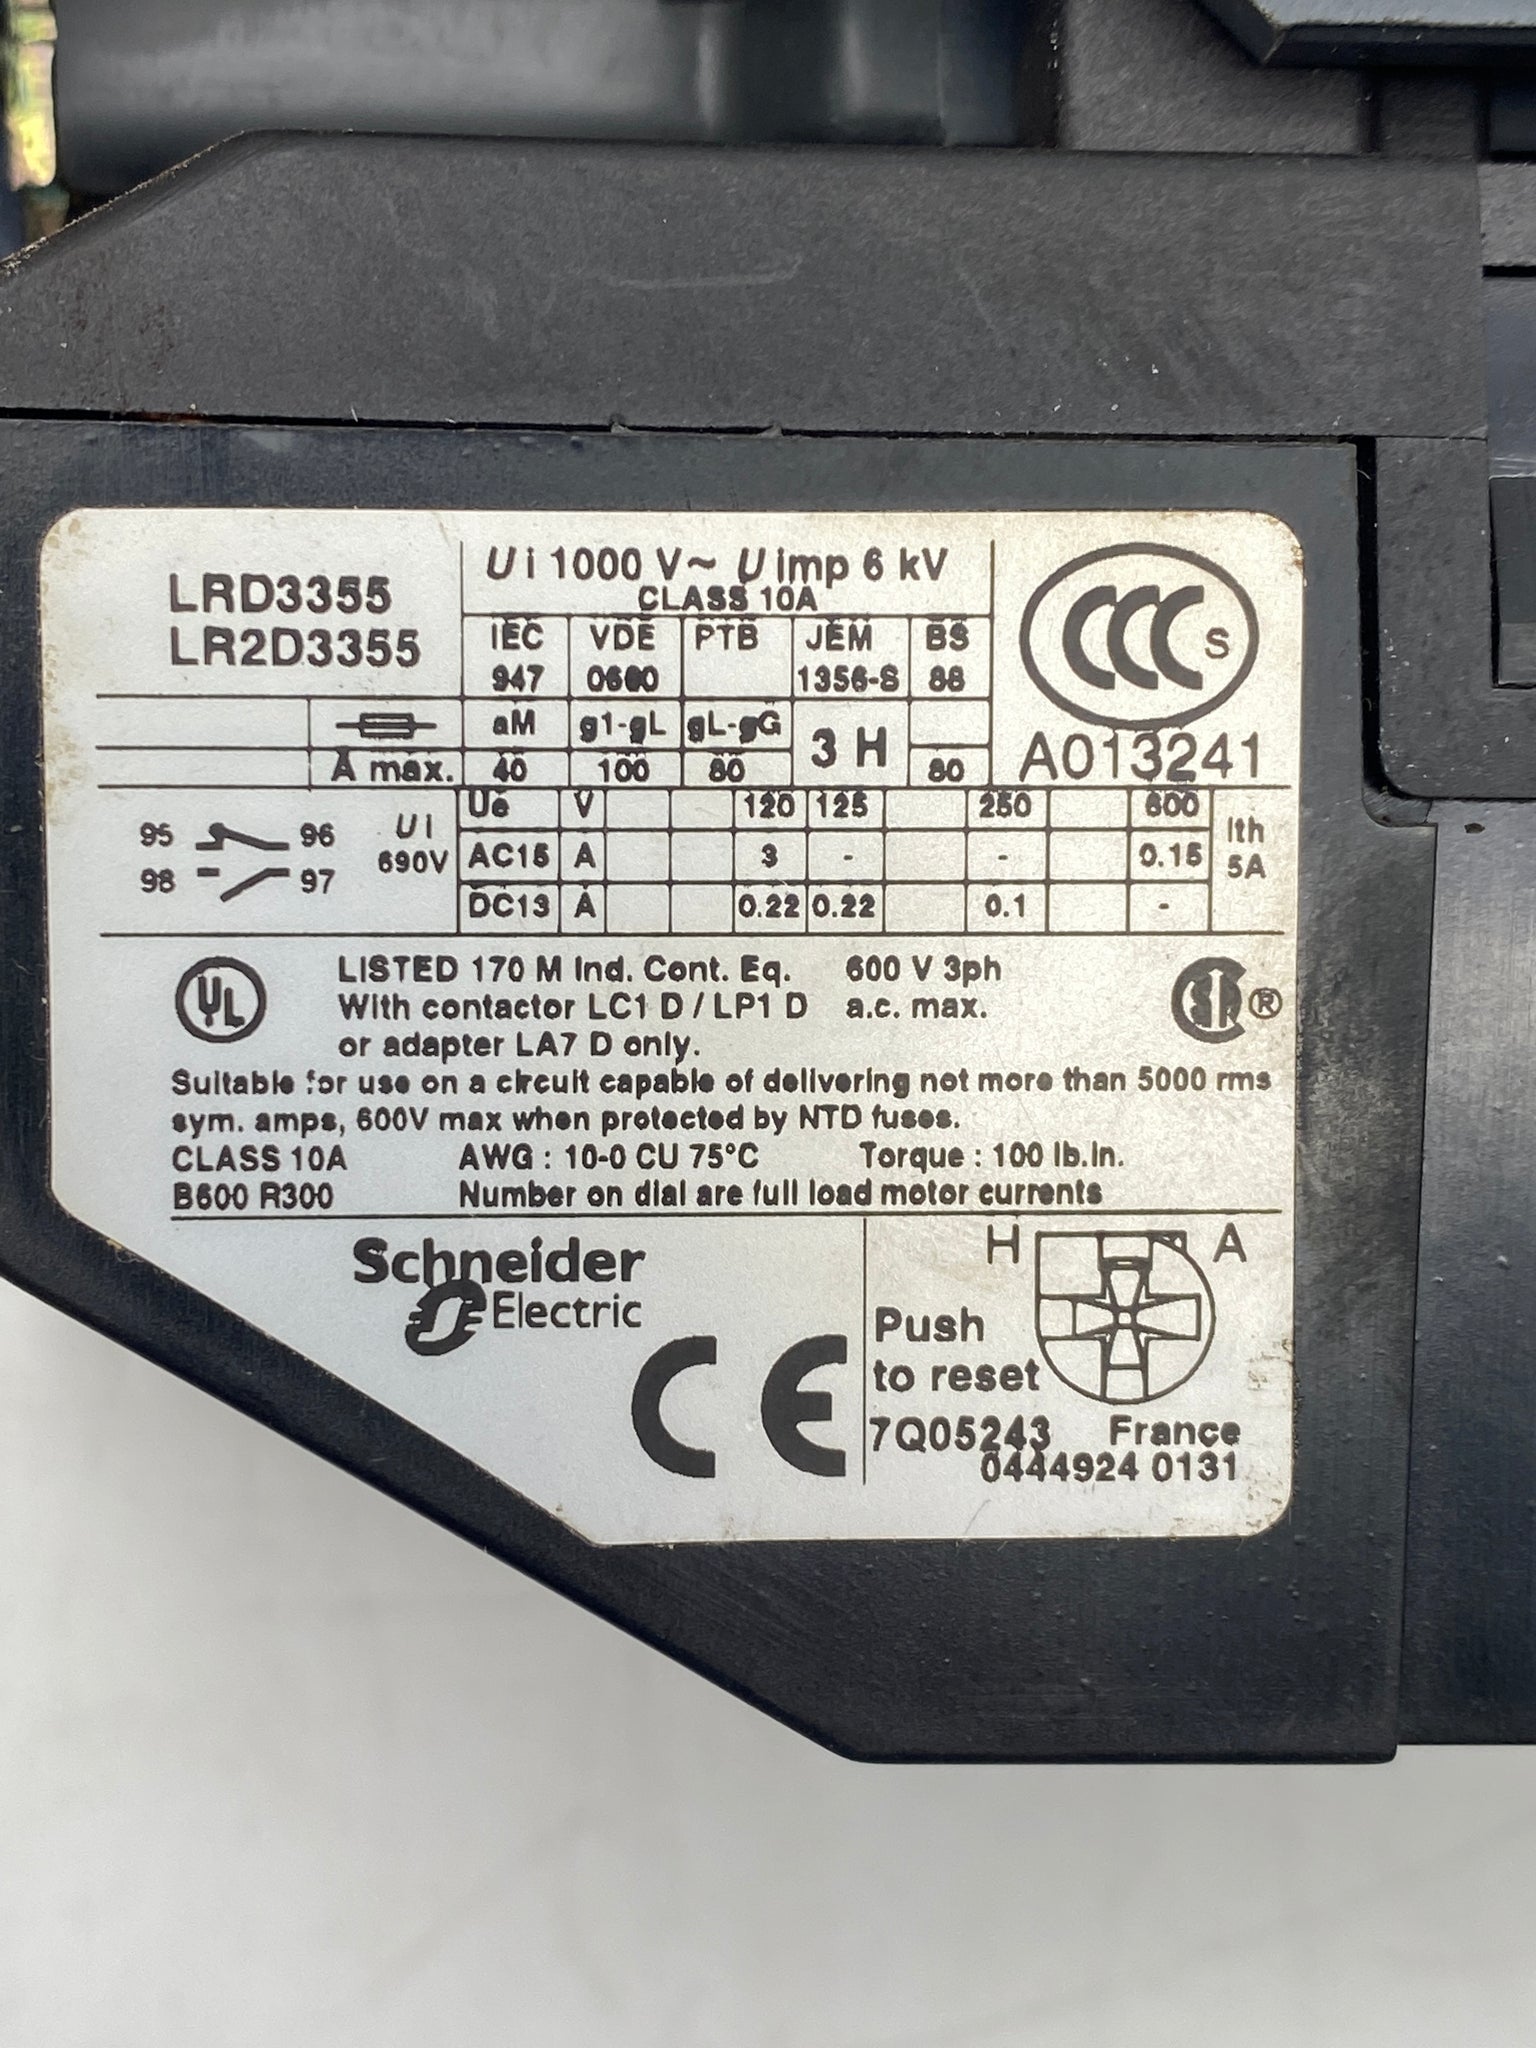 LRD3355
LR2D3355
Ui 1000 V~ Uimp 6 kV
CLASS 10A
IEC VDE PTB JEM BS
947 0660 1356-S 88
CCC S
A013241
aM g1-gL gL-gG 3 H
A max. 40 100 80 80
Ue V 120 125 250 600
95 96 Ui 690V AC15 A 3 - - 0.15 Ith 5A
98 97 DC13 A 0.22 0.22 0.1 -
UL LISTED 170 M Ind. Cont. Eq. 600 V 3ph
With contactor LC1 D / LP1 D a.c. max.
or adapter LA7 D only.
SA ®
Suitable for use on a circuit capable of delivering not more than 5000 rms
sym. amps, 600V max when protected by NTD fuses.
CLASS 10A AWG : 10-0 CU 75°C Torque : 100 lb.in.
B600 R300 Number on dial are full load motor currents
Schneider
Electric
CE
H A
Push
to reset
7Q05243 France
0444924 0131